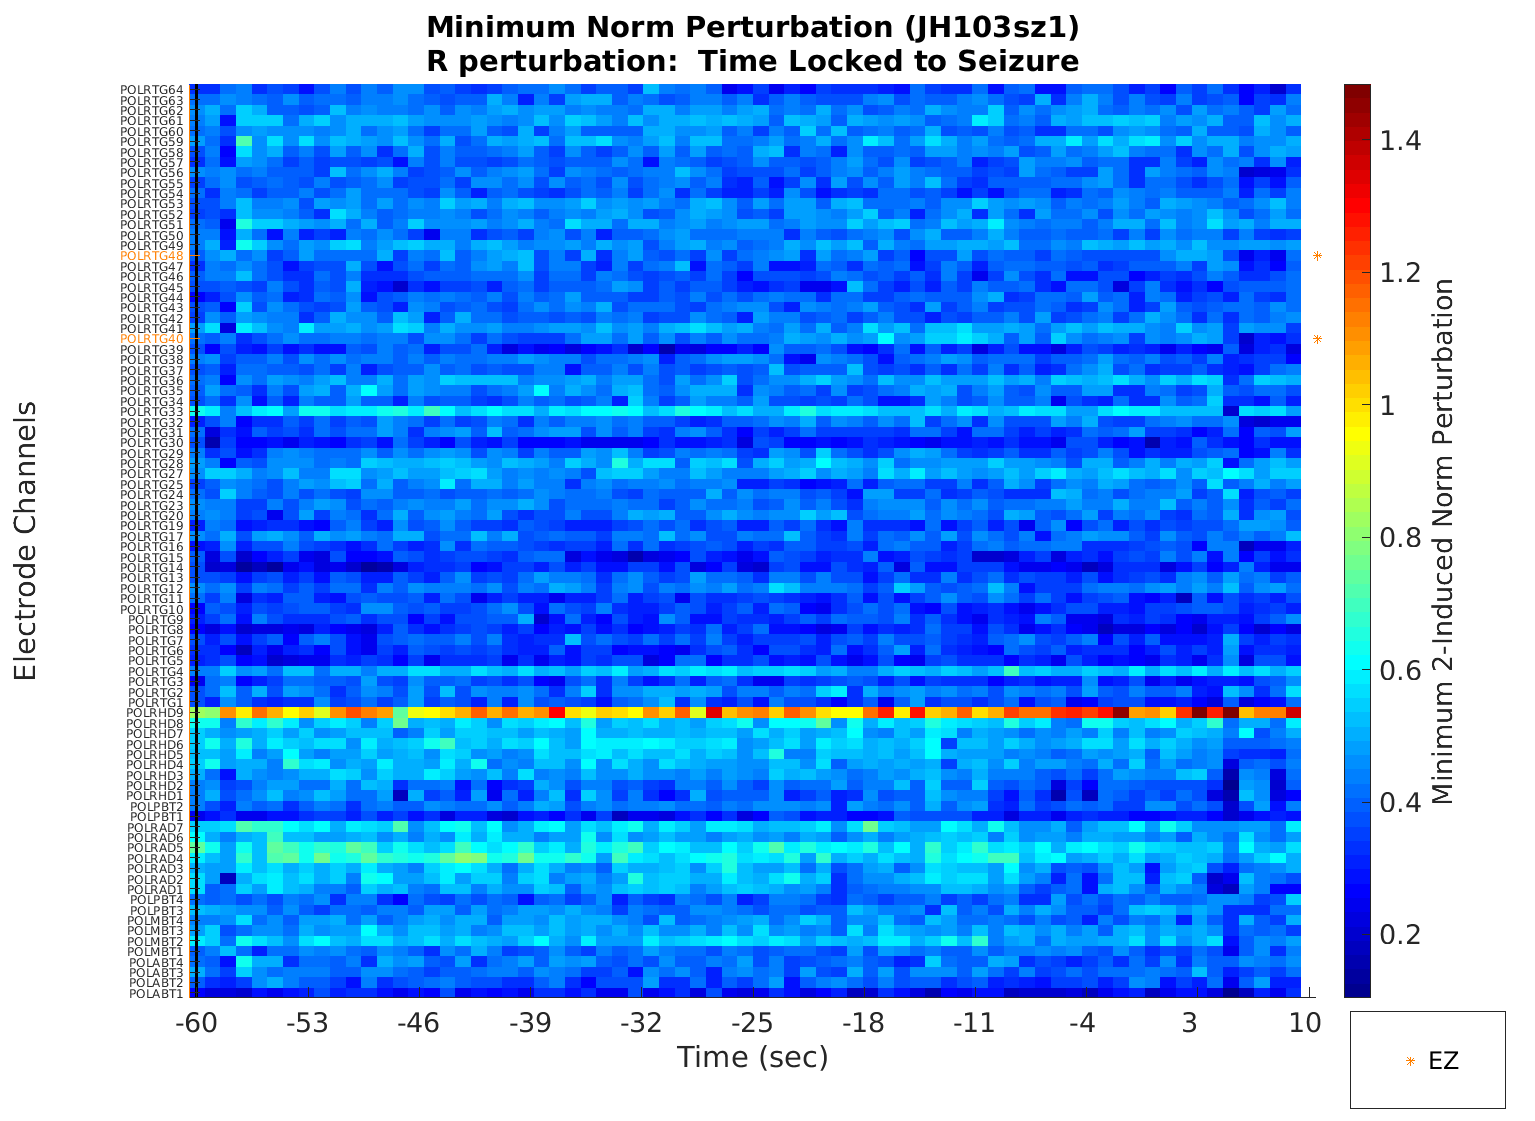 Minimum Norm Perturbation (JH103sz1)
R perturbation:  Time Locked to Seizure
Electrode Channels
POLRTG64
POLRTG63
POLRTG62
POLRTG61
POLRTG60
POLRTG59
POLRTG58
POLRTG57
POLRTG56
POLRTG55
POLRTG54
POLRTG53
POLRTG52
POLRTG51
POLRTG50
POLRTG49
POLRTG48
POLRTG47
POLRTG46
POLRTG45
POLRTG44
POLRTG43
POLRTG42
POLRTG41
POLRTG40
POLRTG39
POLRTG38
POLRTG37
POLRTG36
POLRTG35
POLRTG34
POLRTG33
POLRTG32
POLRTG31
POLRTG30
POLRTG29
POLRTG28
POLRTG27
POLRTG25
POLRTG24
POLRTG23
POLRTG20
POLRTG19
POLRTG17
POLRTG16
POLRTG15
POLRTG14
POLRTG13
POLRTG12
POLRTG11
POLRTG10
POLRTG9
POLRTG8
POLRTG7
POLRTG6
POLRTG5
POLRTG4
POLRTG3
POLRTG2
POLRTG1
POLRHD9
POLRHD8
POLRHD7
POLRHD6
POLRHD5
POLRHD4
POLRHD3
POLRHD2
POLRHD1
POLPBT2
POLPBT1
POLRAD7
POLRAD6
POLRAD5
POLRAD4
POLRAD3
POLRAD2
POLRAD1
POLPBT4
POLPBT3
POLMBT4
POLMBT3
POLMBT2
POLMBT1
POLABT4
POLABT3
POLABT2
POLABT1
-60 -53 -46 -39 -32 -25 -18 -11 -4 3 10
Time (sec)
1.4
1.2
1
0.8
0.6
0.4
0.2
Minimum 2-Induced Norm Perturbation
EZ